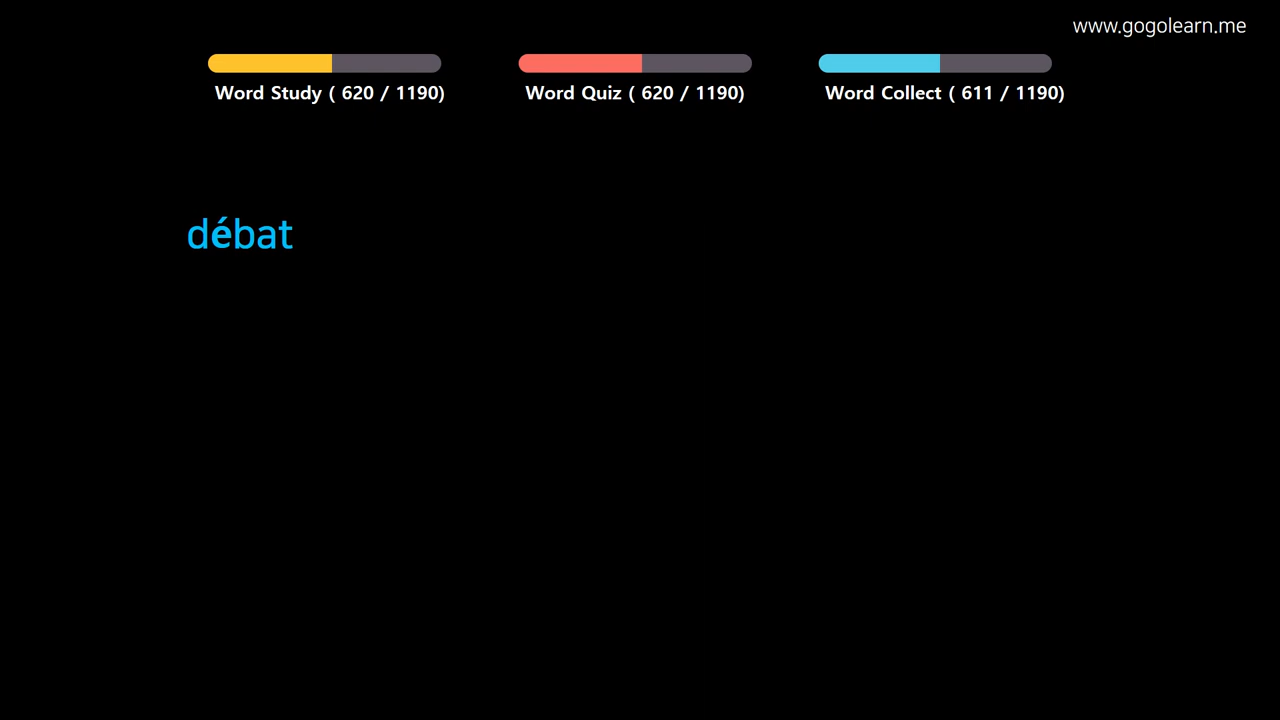 www.gogolearn.me
Word Study ( 620 / 1190)
Word Quiz ( 620 / 1190)
Word Collect ( 611 / 1190)
débat